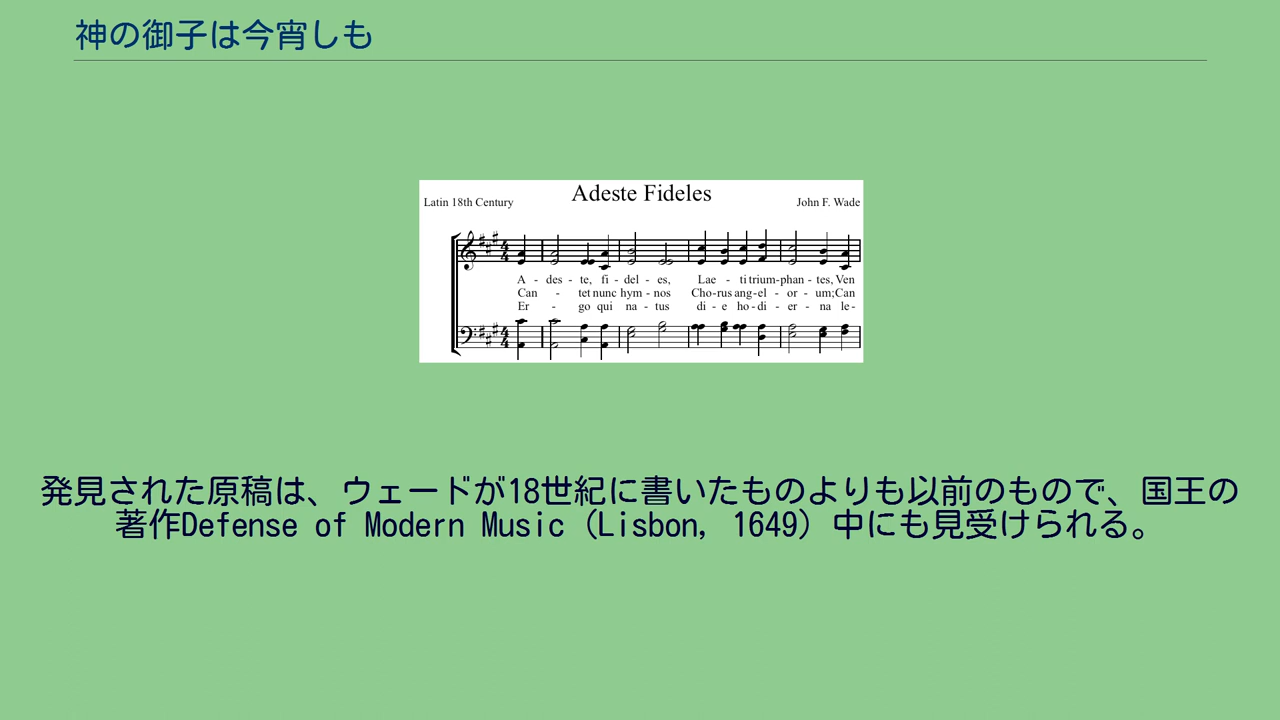 神の御子は今宵しも
Adeste Fideles
Latin 18th Century
John F. Wade
A - des - te, fi - del - es, Lae - ti trium-phan - tes, Ven
Can - tet nunc hym - nos Cho-rus ang-el - or - um;Can
Er - go qui na - tus di - e ho-di - er - na le-
発見された原稿は、ウェードが18世紀に書いたものよりも以前のもので、国王の
著作Defense of Modern Music (Lisbon, 1649) 中にも見受けられる。